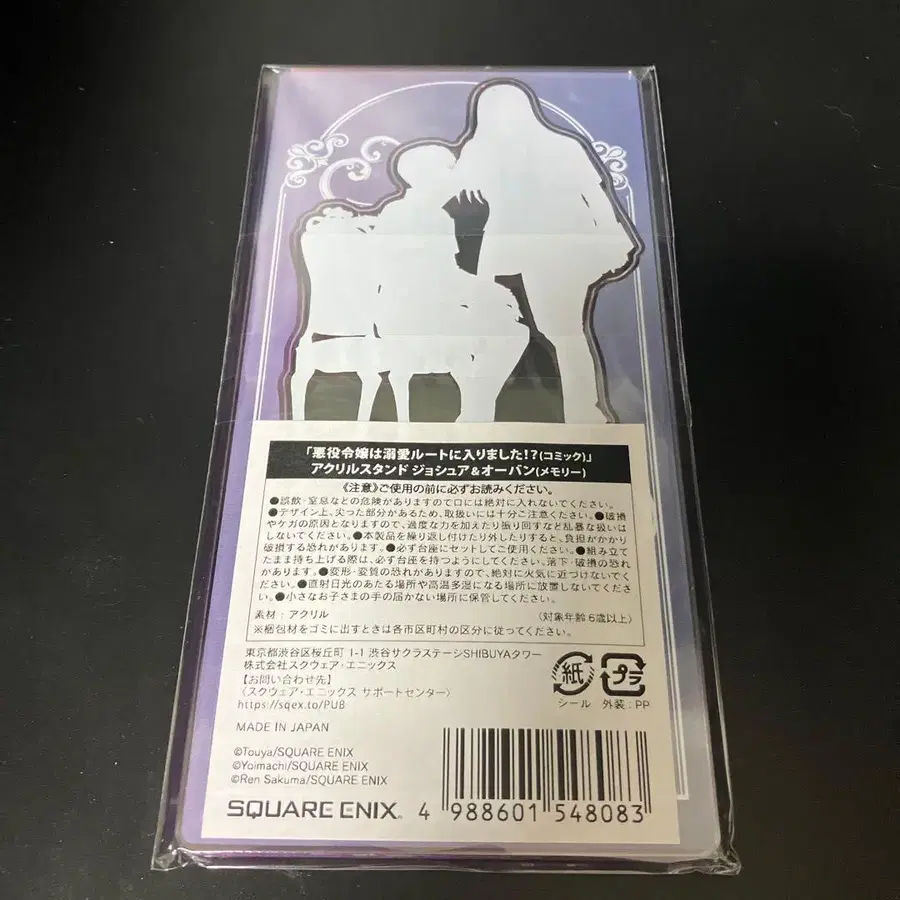 「悪役令嬢は溺愛ルートに入りました!?(コミック)」
アクリルスタンド ジョシュア&オーバン(メモリー)
《注意》ご使用の前に必ずお読みください。
●誤飲・窒息などの危険がありますので口には絶対に入れないでください。
●デザイン上、尖った部分があるため、取扱いには十分ご注意ください。●破損
やケガの原因となりますので、過度な力を加えたり振り回すなど乱暴な扱いは
しないでください。●本製品を繰り返し付けたり外したりすると、負担がかかり
破損する恐れがあります。●必ず台座にセットしてご使用ください。●組み立て
たまま持ち上げる際は、必ず台座を持つようにしてください。落下・破損の恐れ
があります。●変形・変質の恐れがありますので、絶対に火気に近づけないでく
ださい。●直射日光のあたる場所や高温多湿になる場所に放置しないでくださ
い。●小さなお子さまの手の届かない場所に保管してください。
素材:アクリル 〈対象年齢6歳以上〉
※梱包材をゴミに出すときは各市区町村の区分に従ってください。
東京都渋谷区桜丘町 1-1 渋谷サクラステージSHIBUYAタワー
株式会社スクウェア・エニックス
【お問い合わせ先】
〈スクウェア・エニックス サポートセンター〉
https://sqex.to/PUB
紙 プラ
シール 外装:PP
MADE IN JAPAN
©Touya/SQUARE ENIX
©Yoimachi/SQUARE ENIX
©Ren Sakuma/SQUARE ENIX
SQUARE ENIX®
4 988601 548083